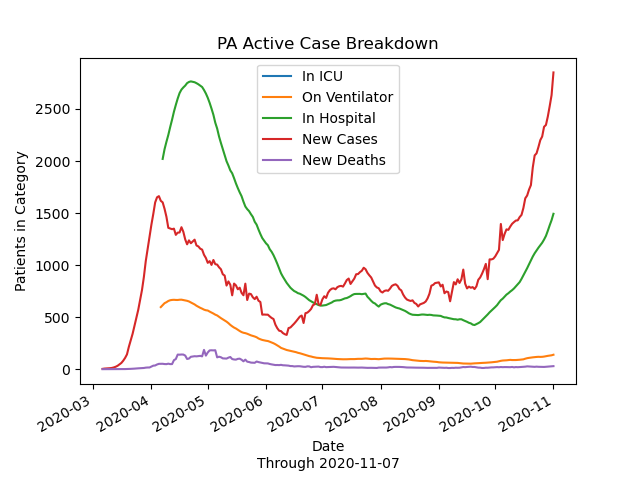 PA Active Case Breakdown
In ICU
On Ventilator
In Hospital
New Cases
New Deaths
Patients in Category
2500
2000
1500
1000
500
0
2020-03
2020-04
2020-05
2020-06
2020-07
2020-08
2020-09
2020-10
2020-11
Date
Through 2020-11-07